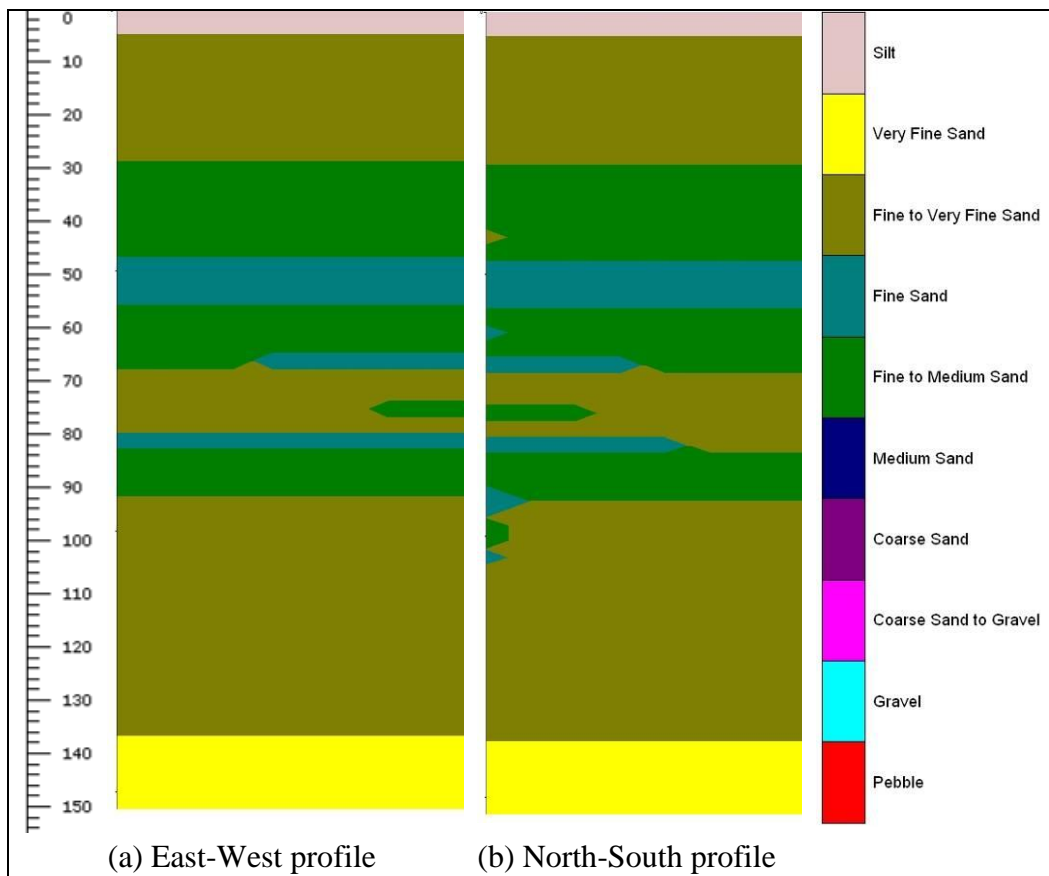 0
10
20
30
40
50
60
70
80
90
100
110
120
130
140
150
Silt
Very Fine Sand
Fine to Very Fine Sand
Fine Sand
Fine to Medium Sand
Medium Sand
Coarse Sand
Coarse Sand to Gravel
Gravel
Pebble
(a) East-West profile
(b) North-South profile